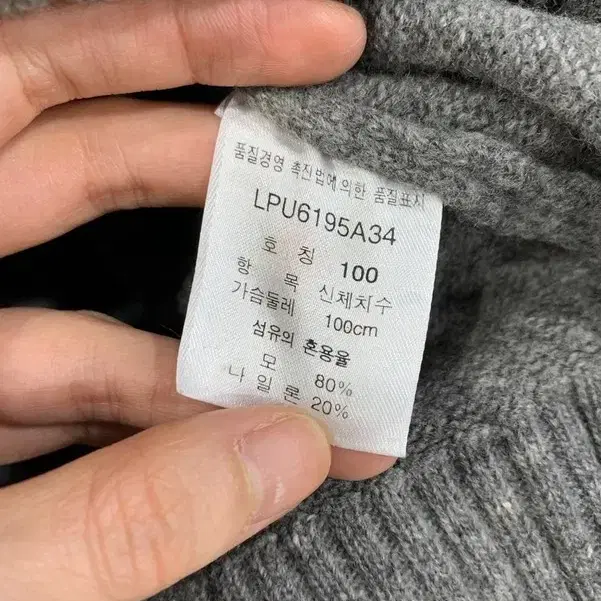 품질경영 촉진법에의한 품질표시
LPU6195A34
호 칭 100
항 목 신체치수
가슴둘레 100cm
섬유의 혼용율
모 80%
나 일 론 20%